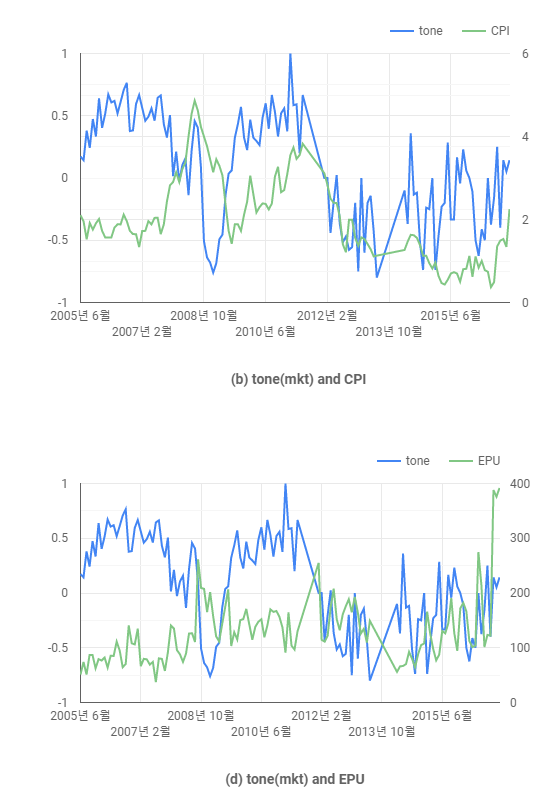 tone CPI
1 6
0.5 4
0
-0.5 2
-1 0
2005년 6월 2008년 10월 2012년 2월 2015년 6월
2007년 2월 2010년 6월 2013년 10월
(b) tone(mkt) and CPI
tone EPU
1 400
0.5 300
0 200
-0.5 100
-1 0
2005년 6월 2008년 10월 2012년 2월 2015년 6월
2007년 2월 2010년 6월 2013년 10월
(d) tone(mkt) and EPU